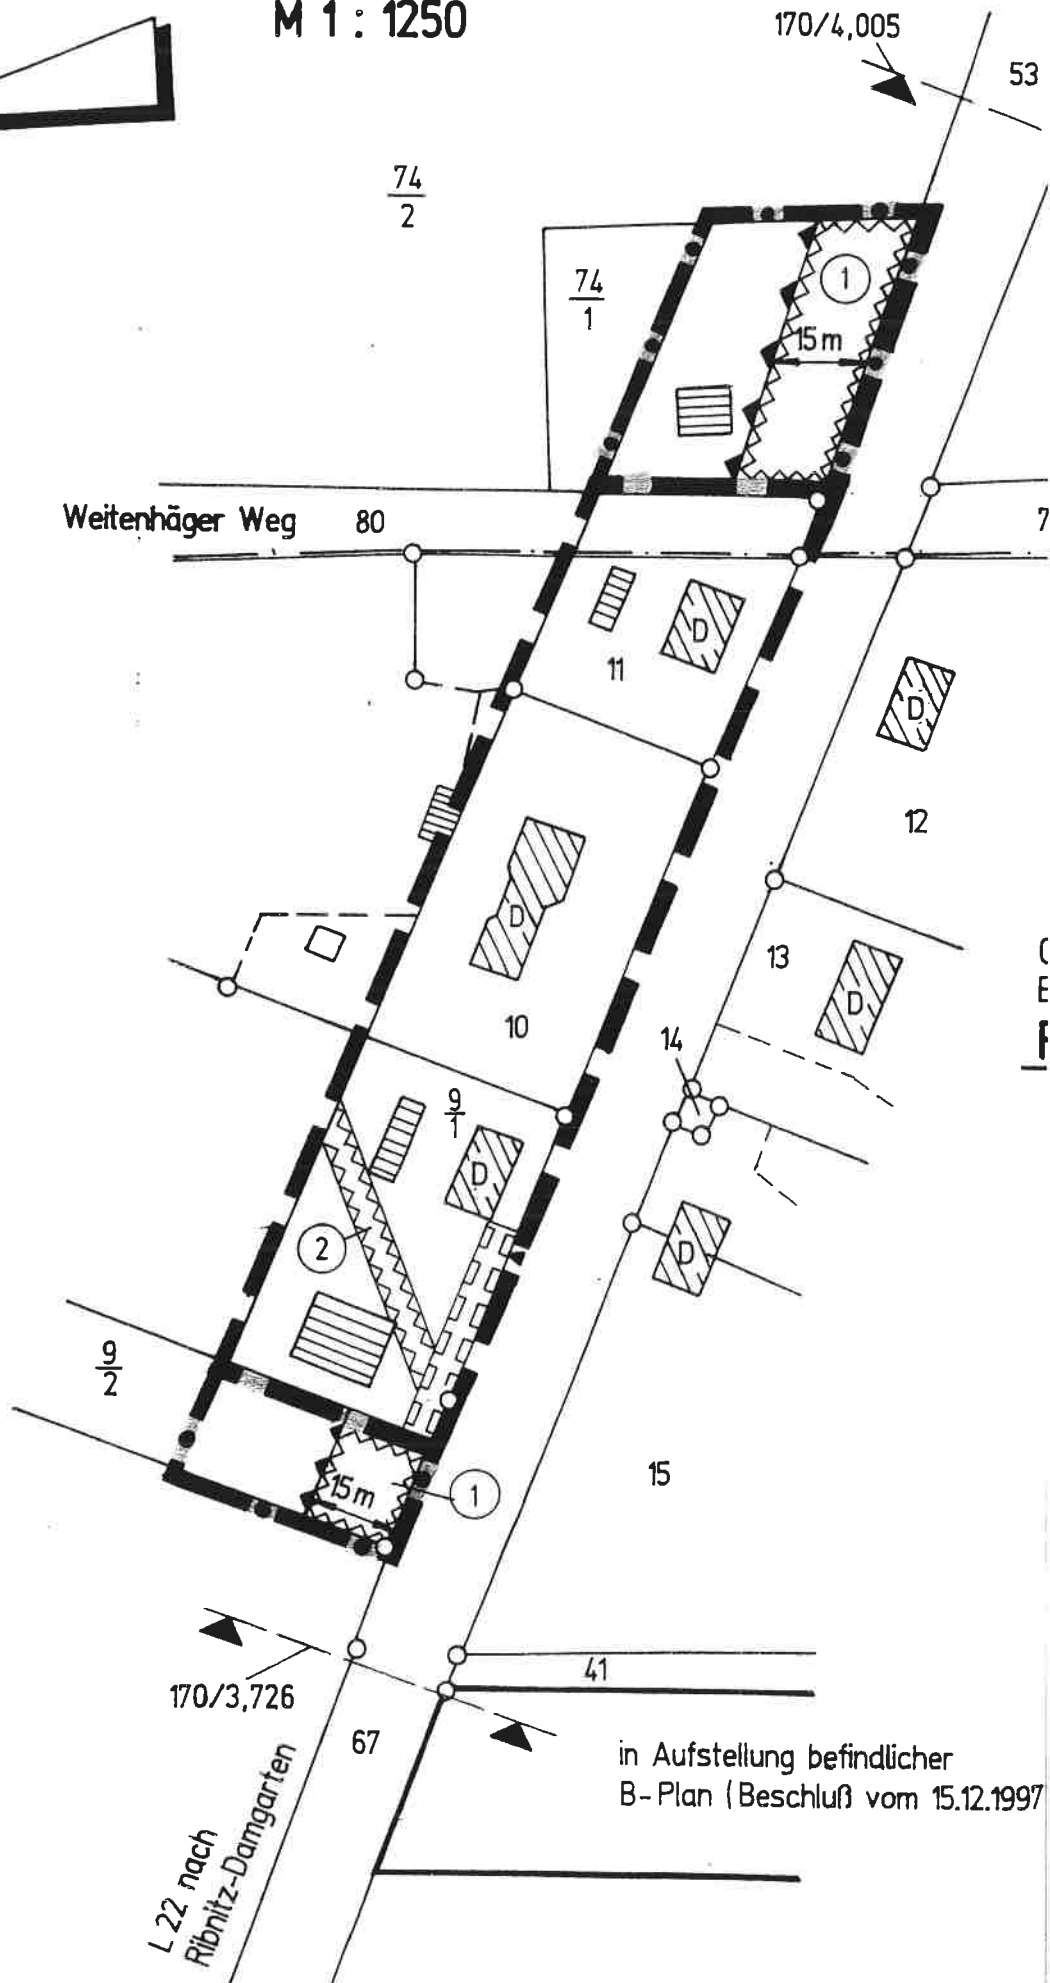 M 1 : 1250
170/4,005
53
74
2
74
1
1
15 m
Weitenhäger Weg 80
7
D
11
D
12
D
13
D
10
14
9
1
D
2
D
9
2
15 m
1
15
170/3,726
41
67
in Aufstellung befindlicher
B-Plan (Beschluß vom 15.12.1997
L 22 nach
Ribnitz-Damgarten